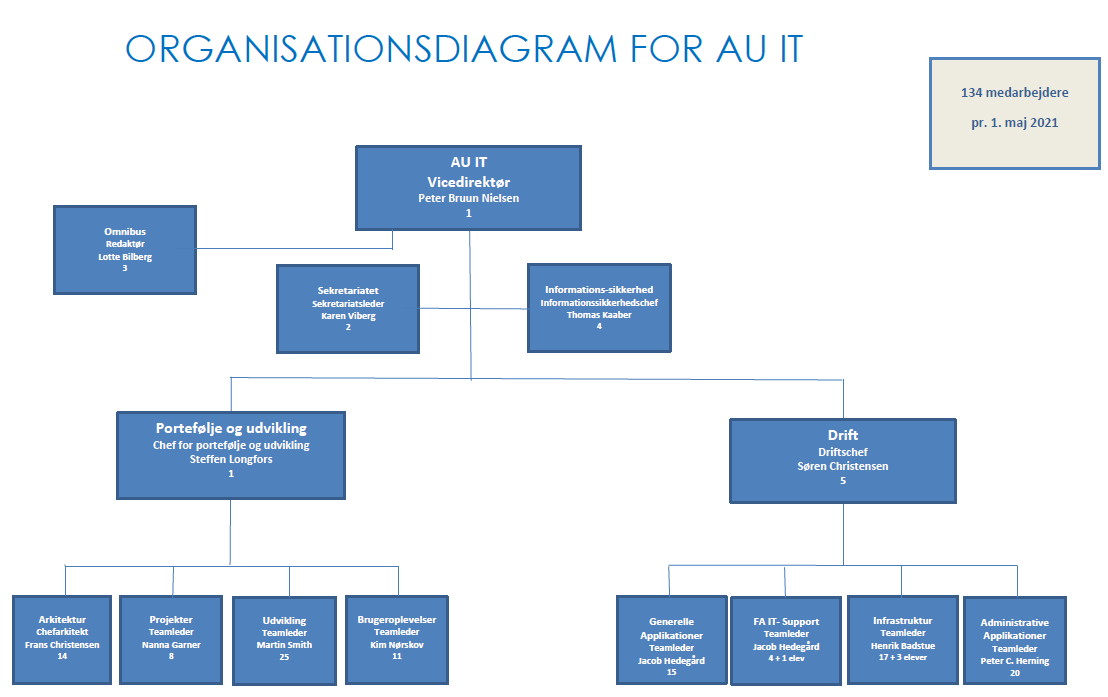 ORGANISATIONSDIAGRAM FOR AU IT
134 medarbejdere
pr. 1. maj 2021
AU IT
Vicedirektør
Peter Bruun Nielsen
1
Omnibus
Redaktør
Lotte Bilberg
3
Sekretariatet
Sekretariatsleder
Karen Viberg
2
Informations-sikkerhed
Informationssikkerhedschef
Thomas Kaaber
4
Portefølje og udvikling
Chef for portefølje og udvikling
Steffen Longfors
1
Drift
Driftschef
Søren Christensen
5
Arkitektur
Chefarkitekt
Frans Christensen
14
Projekter
Teamleder
Nanna Garner
8
Udvikling
Teamleder
Martin Smith
25
Brugeroplevelser
Teamleder
Kim Nørskov
11
Generelle
Applikationer
Teamleder
Jacob Hedegård
15
FA IT- Support
Teamleder
Jacob Hedegård
4 + 1 elev
Infrastruktur
Teamleder
Henrik Badstue
17 + 3 elever
Administrative
Applikationer
Teamleder
Peter C. Herning
20